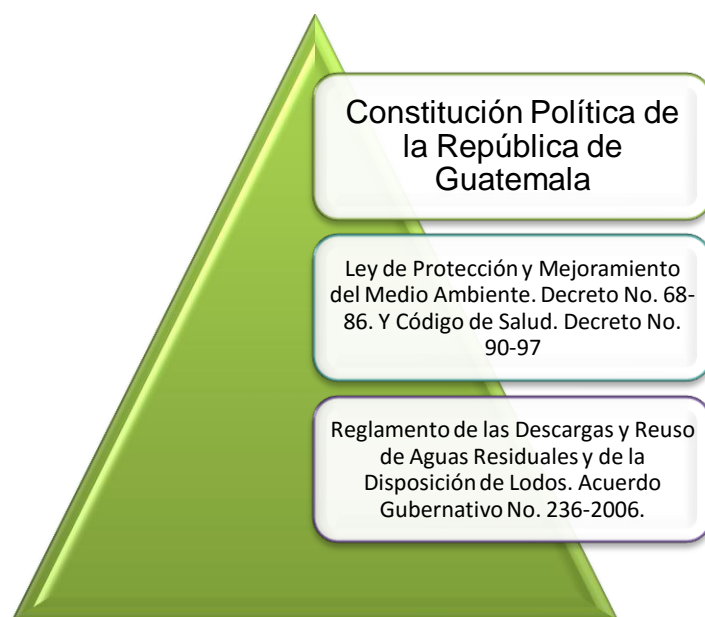 Constitución Política de
la República de
Guatemala
Ley de Protección y Mejoramiento
del Medio Ambiente. Decreto No. 68-
86. Y Código de Salud. Decreto No.
90-97
Reglamento de las Descargas y Reuso
de Aguas Residuales y de la
Disposición de Lodos. Acuerdo
Gubernativo No. 236-2006.